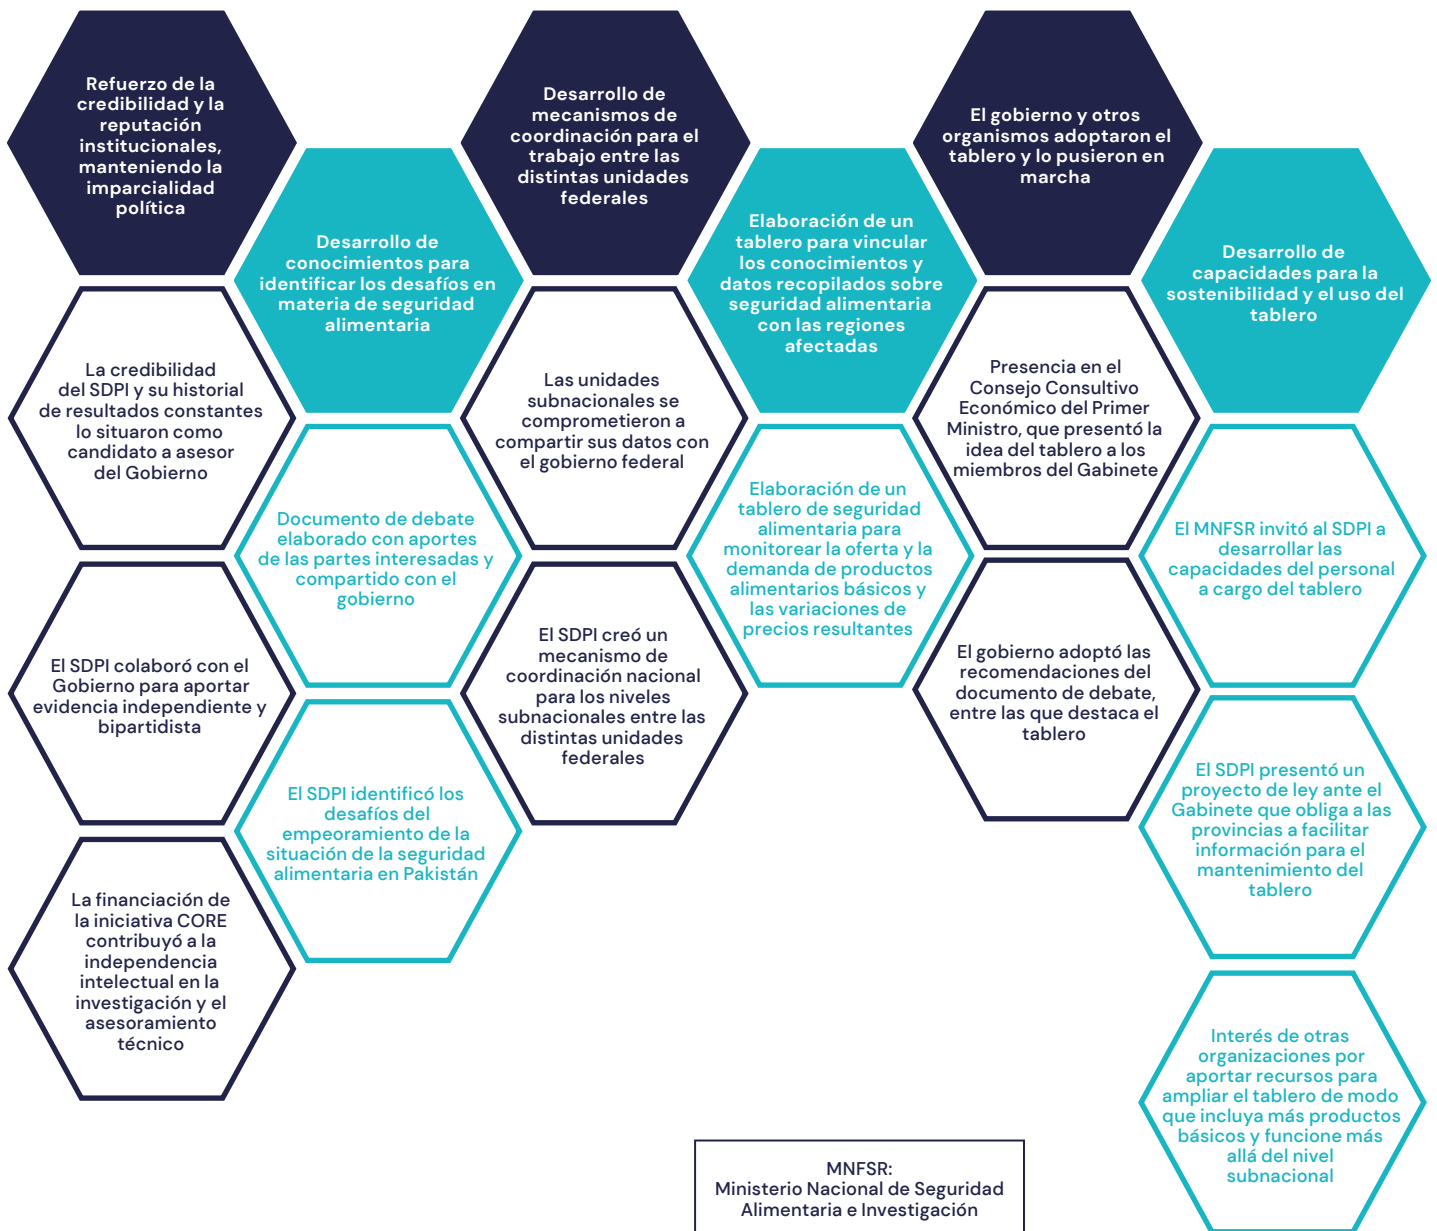 Refuerzo de la
credibilidad y la
reputación
institucionales,
manteniendo la
imparcialidad
política
La credibilidad
del SDPI y su historial
de resultados constantes
lo situaron como
candidato a asesor
del Gobierno
El SDPI colaboró con el
Gobierno para aportar
evidencia independiente y
bipartidista
La financiación de
la iniciativa CORE
contribuyó a la
independencia
intelectual en la
investigación y el
asesoramiento
técnico
Desarrollo de
conocimientos para
identificar los desafíos en
materia de seguridad
alimentaria
Documento de debate
elaborado con aportes
de las partes interesadas y
compartido con el
gobierno
El SDPI identificó los
desafíos del
empeoramiento de la
situación de la seguridad
alimentaria en Pakistán
Desarrollo de
mecanismos de
coordinación para el
trabajo entre las
distintas unidades
federales
Las unidades
subnacionales se
comprometieron a
compartir sus datos con
el gobierno federal
El SDPI creó un
mecanismo de
coordinación nacional
para los niveles
subnacionales entre las
distintas unidades
federales
Elaboración de un
tablero para vincular
los conocimientos y
datos recopilados sobre
seguridad alimentaria
con las regiones
afectadas
Elaboración de un
tablero de seguridad
alimentaria para
monitorear la oferta y la
demanda de productos
alimentarios básicos y
las variaciones de
precios resultantes
El gobierno y otros
organismos adoptaron el
tablero y lo pusieron en
marcha
Presencia en el
Consejo Consultivo
Económico del Primer
Ministro, que presentó la
idea del tablero a los
miembros del Gabinete
El gobierno adoptó las
recomendaciones del
documento de debate,
entre las que destaca el
tablero
Desarrollo de
capacidades para la
sostenibilidad y el uso del
tablero
El MNFSR invitó al SDPI a
desarrollar las
capacidades del personal
a cargo del tablero
El SDPI presentó un
proyecto de ley ante el
Gabinete que obliga a las
provincias a facilitar
información para el
mantenimiento del
tablero
Interés de otras
organizaciones por
aportar recursos para
ampliar el tablero de modo
que incluya más productos
básicos y funcione más
allá del nivel
subnacional
MNFSR:
Ministerio Nacional de Seguridad
Alimentaria e Investigación